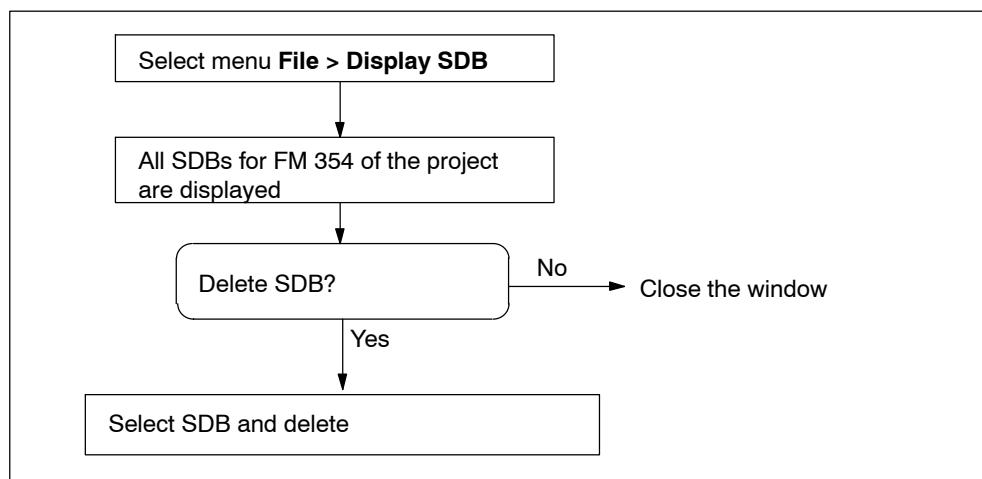 Select menu File > Display SDB
All SDBs for FM 354 of the project
are displayed
Delete SDB?
No
Close the window
Yes
Select SDB and delete